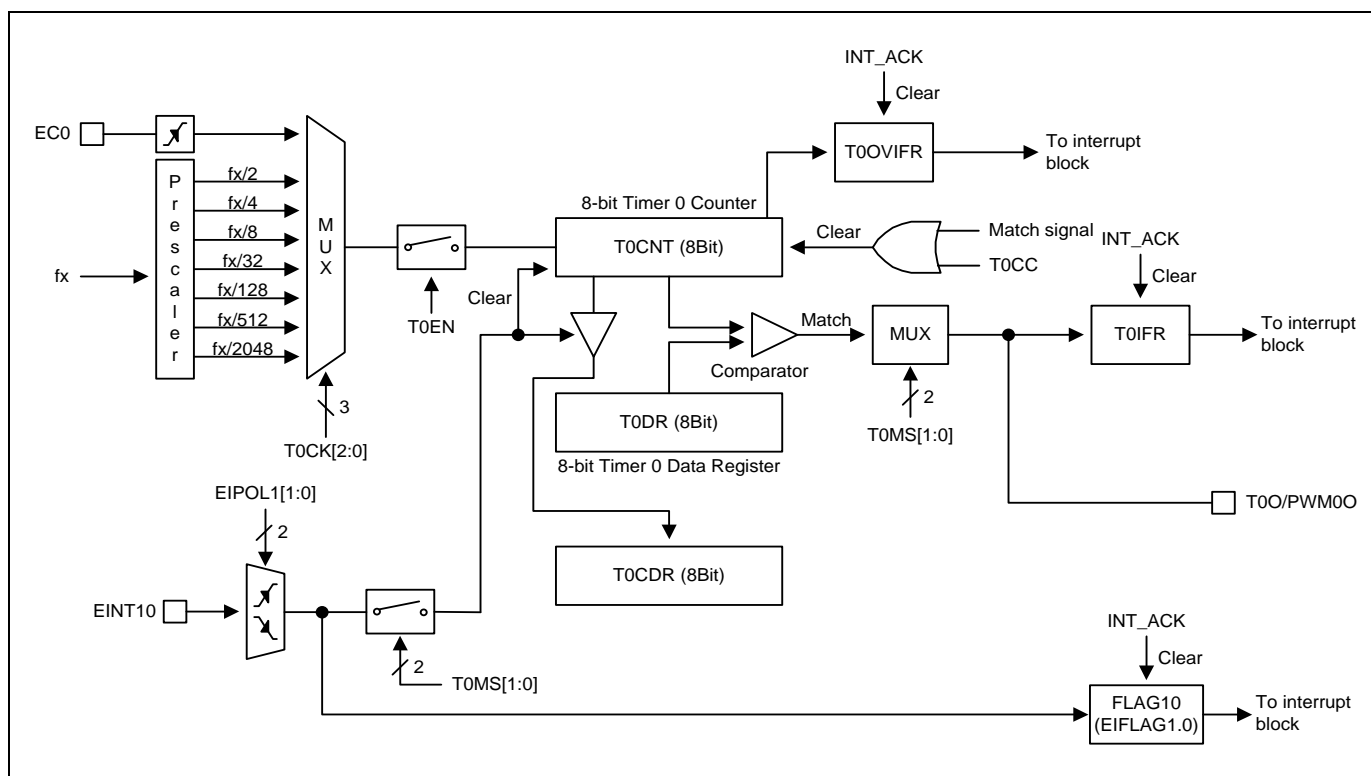 INT_ACK
Clear
EC0
T0OVIFR
To interrupt
block
Prescaler
fx/2
fx/4
fx/8
fx/32
fx/128
fx/512
fx/2048
fx
MUX
8-bit Timer 0 Counter
T0CNT (8Bit)
Clear
Match signal
T0CC
INT_ACK
Clear
T0EN
Clear
Match
MUX
T0IFR
To interrupt
block
Comparator
3
T0CK[2:0]
T0DR (8Bit)
8-bit Timer 0 Data Register
2
T0MS[1:0]
EIPOL1[1:0]
2
T0O/PWM0O
T0CDR (8Bit)
EINT10
2
T0MS[1:0]
INT_ACK
Clear
FLAG10
(EIFLAG1.0)
To interrupt
block